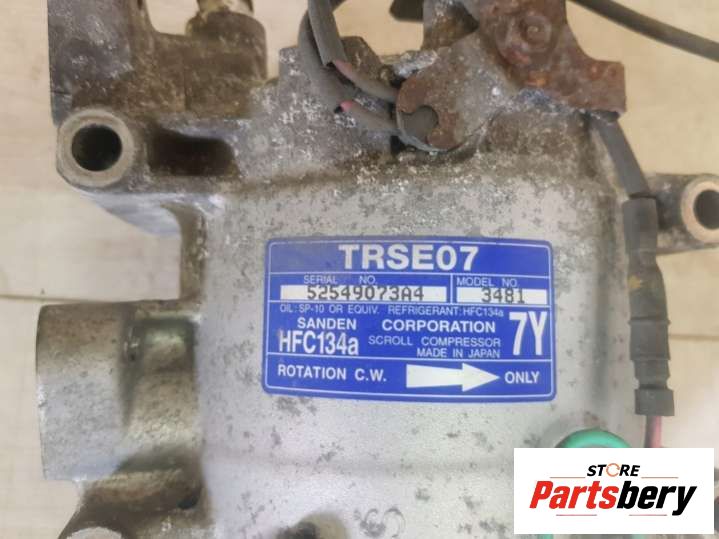 TRSE07
SERIAL NO. MODEL NO.
52549073A4 3481
OIL: SP-10 OR EQUIV. REFRIGERANT: HFC134a
SANDEN CORPORATION 7Y
HFC134a SCROLL COMPRESSOR
MADE IN JAPAN
ROTATION C.W. ONLY
STORE
Partsbery